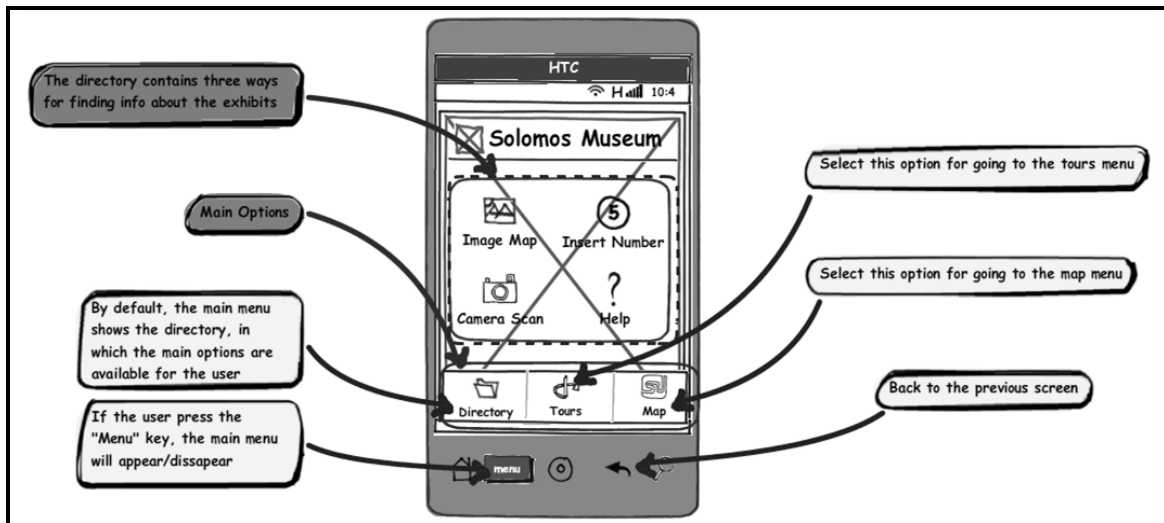 The directory contains three ways
for finding info about the exhibits
Main Options
By default, the main menu
shows the directory, in
which the main options are
available for the user
If the user press the
"Menu" key, the main menu
will appear/dissapear
HTC
H 10:4
Solomos Museum
5
Image Map Insert Number
Camera Scan Help
Directory Tours Map
menu
Select this option for going to the tours menu
Select this option for going to the map menu
Back to the previous screen